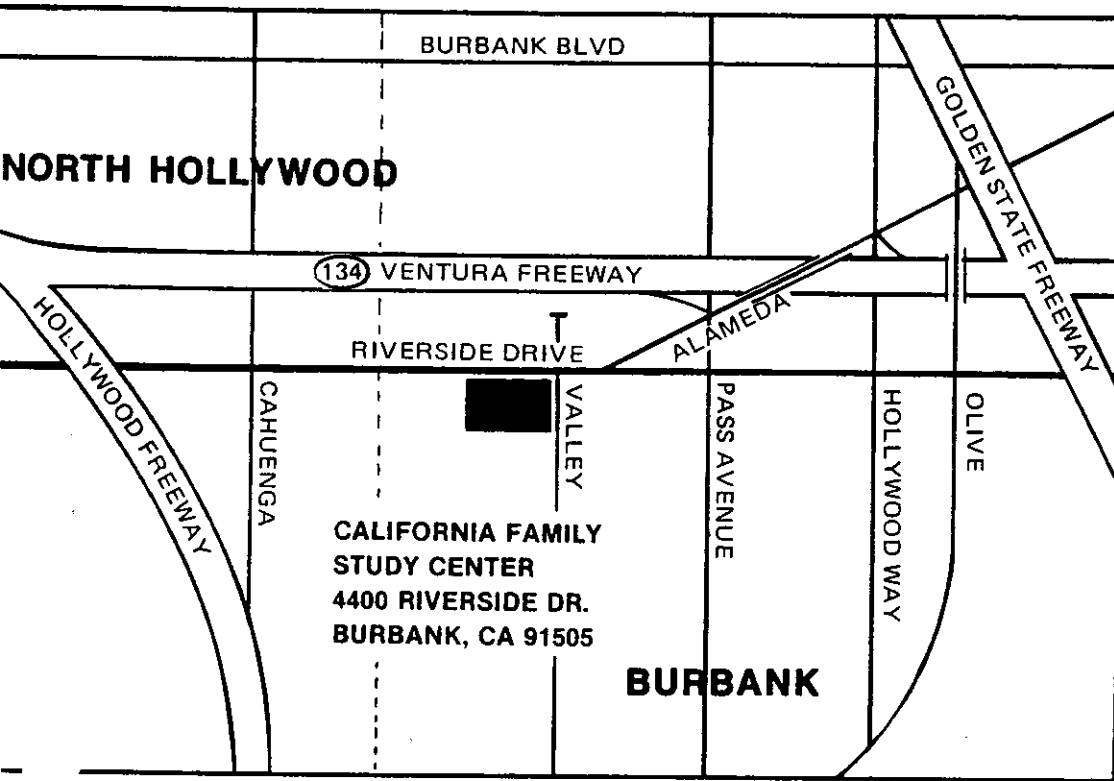 BURBANK BLVD
GOLDEN STATE FREEWAY
NORTH HOLLYWOOD
134 VENTURA FREEWAY
HOLLYWOOD FREEWAY
RIVERSIDE DRIVE
ALAMEDA
CAHUENGA
VALLEY
PASS AVENUE
HOLLYWOOD WAY
OLIVE
CALIFORNIA FAMILY
STUDY CENTER
4400 RIVERSIDE DR.
BURBANK, CA 91505
BURBANK